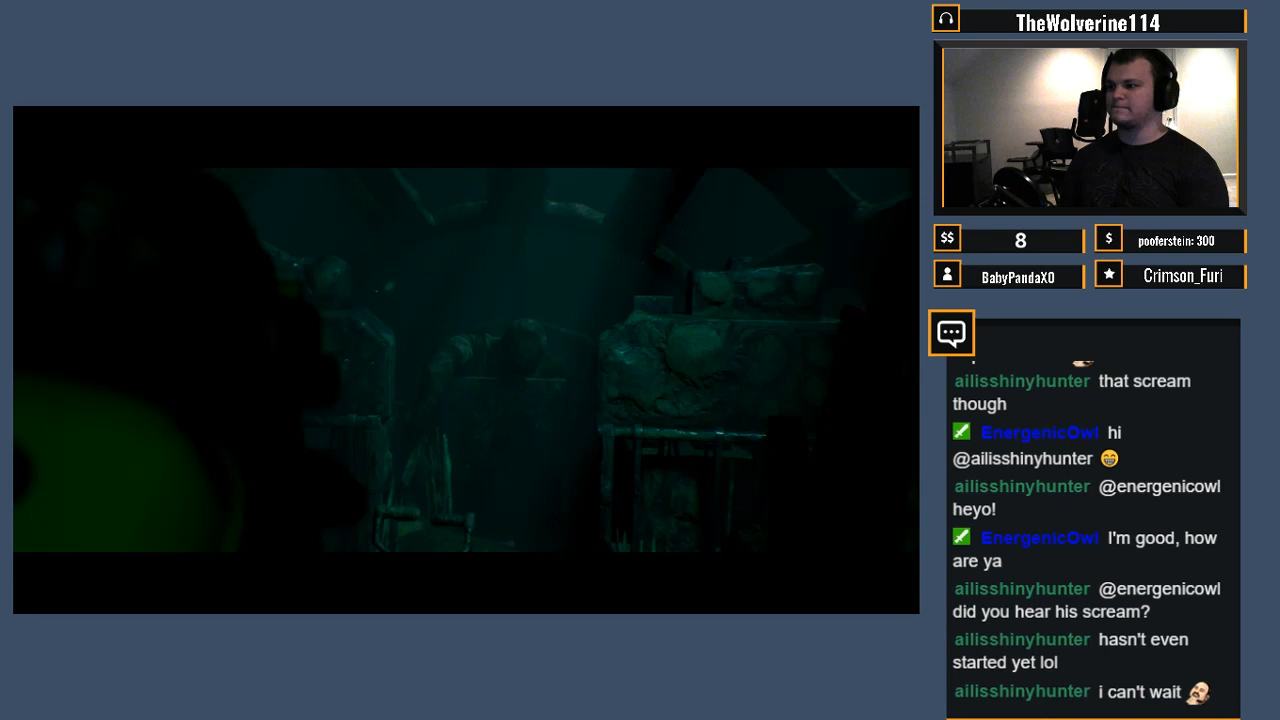 TheWolverine114
$$ 8
$ pooferstein: 300
BabyPandaXO
Crimson_Furi
ailisshinyhunter that scream
though
EnergenicOwl hi
@ailisshinyhunter 😁
ailisshinyhunter @energenicowl
heyo!
EnergenicOwl I'm good, how
are ya
ailisshinyhunter @energenicowl
did you hear his scream?
ailisshinyhunter hasn't even
started yet lol
ailisshinyhunter i can't wait